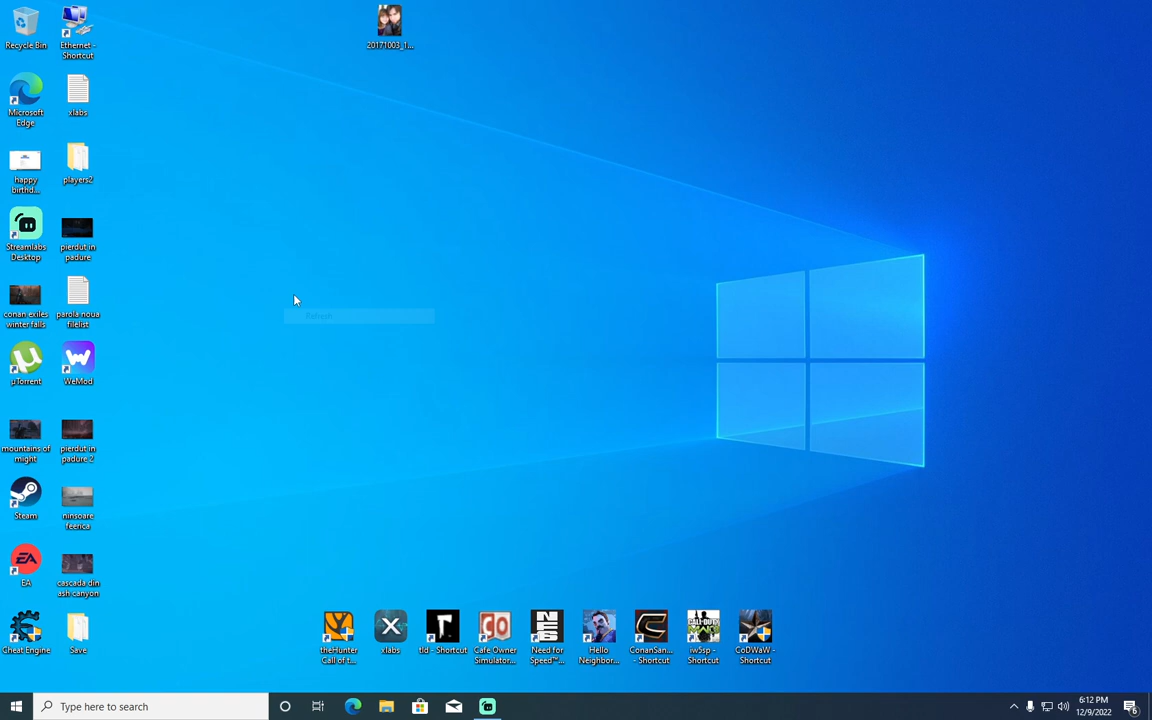 Recycle Bin
Ethernet -
Shortcut
20171003_1...
Microsoft
Edge
xlabs
happy
birthd...
players2
Streamlabs
Desktop
pierdut in
padure
conan exiles
winter falls
parola noua
filelist
µTorrent
WeMod
mountains of
might
pierdut in
padure 2
Steam
ninsoare
feerica
EA
cascada din
ash canyon
Cheat Engine
Save
Refresh
theHunter
Call of t...
xlabs
tld - Shortcut
Cafe Owner
Simulator...
Need for
Speed™...
Hello
Neighbor...
ConanSan...
- Shortcut
iw5sp -
Shortcut
CoDWaW -
Shortcut
Type here to search
6:12 PM
12/9/2022
6